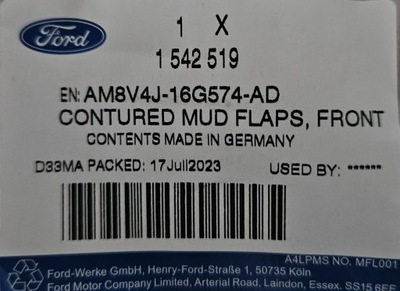 Ford
1 X
1 542 519
EN: AM8V4J-16G574-AD
CONTURED MUD FLAPS, FRONT
CONTENTS MADE IN GERMANY
D33MA PACKED: 17Juli2023 USED BY: ******
A4LPMS NO. MFL001
Ford-Werke GmbH, Henry-Ford-Straße 1, 50735 Köln
Ford Motor Company Limited, Arterial Road, Laindon, Essex. SS15 6EE